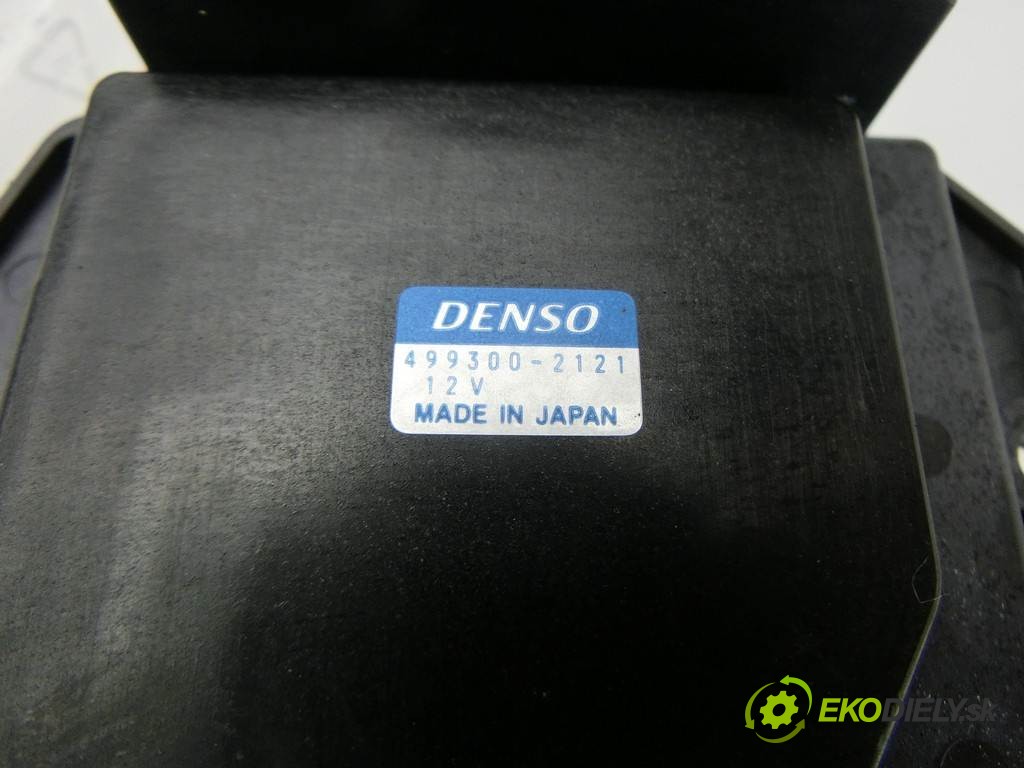 DENSO
499300-2121
12V
MADE IN JAPAN
EKODIELY.sk